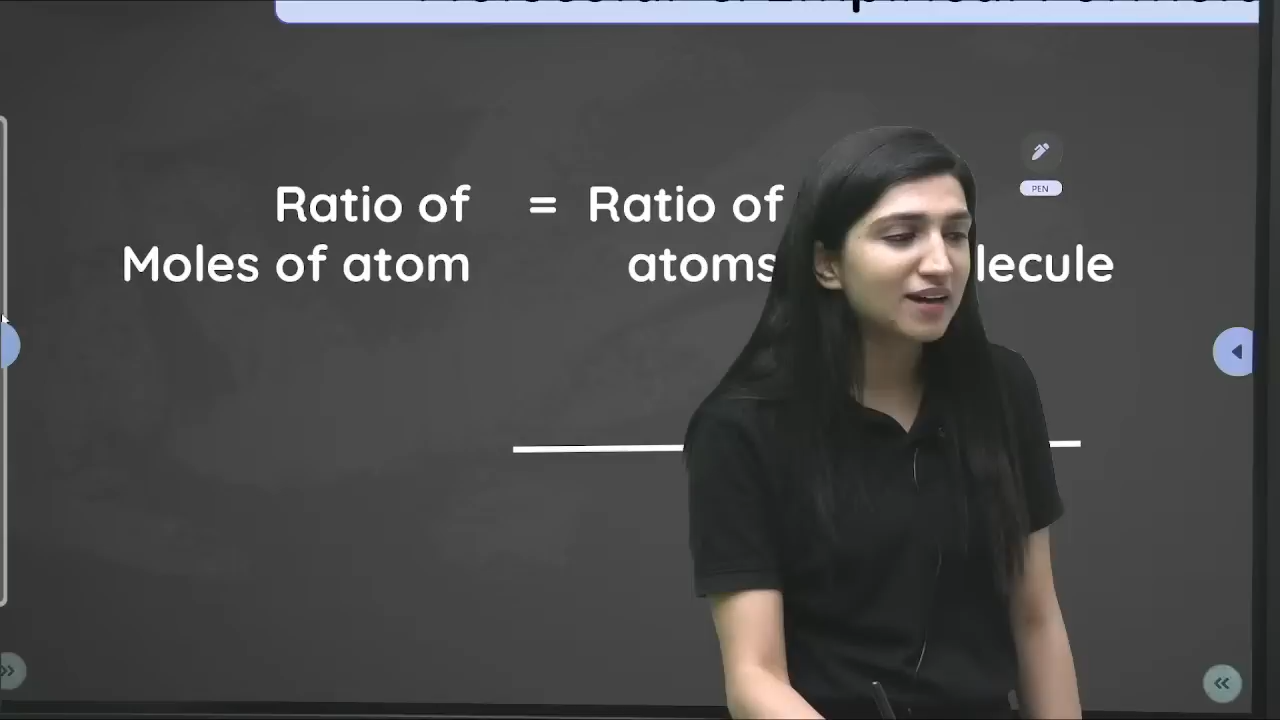 Ratio of = Ratio of
Moles of atom atoms lecule
PEN